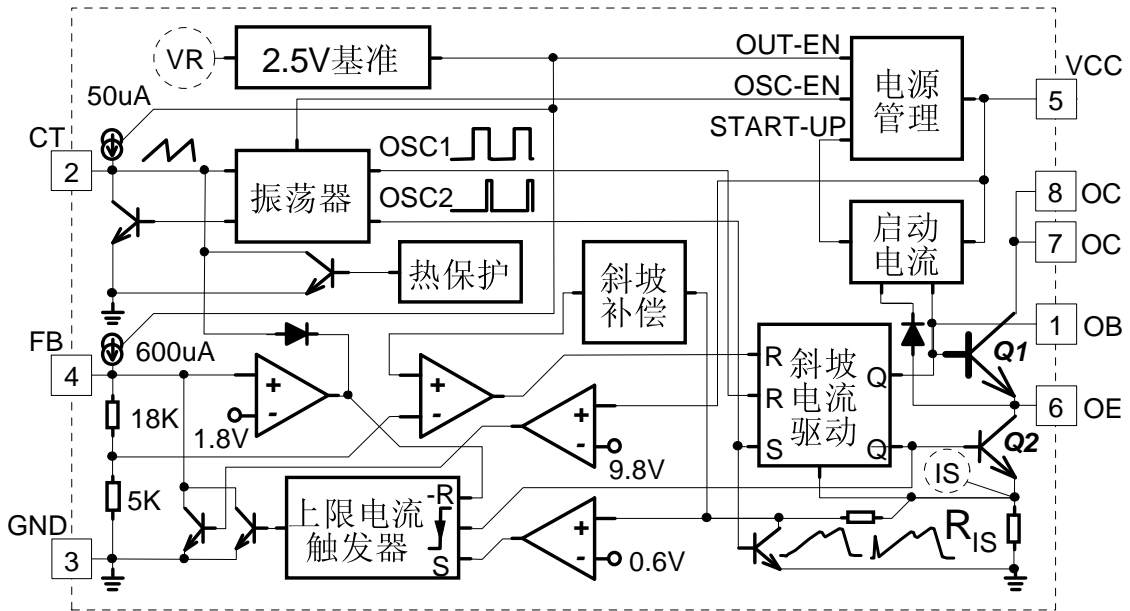 VR
2.5V基准
OUT-EN
OSC-EN
START-UP
电源
管理
VCC
5
50uA
CT
2
OSC1
OSC2
振荡器
8
OC
7
OC
启动
电流
热保护
斜坡
补偿
1
OB
FB
4
600uA
18K
5K
+
-
1.8V
+
-
+
-
9.8V
R
R
S
斜坡
电流
驱动
Q
Q
Q1
6
OE
Q2
IS
GND
3
上限电流
触发器
-R
S
+
-
0.6V
RIS